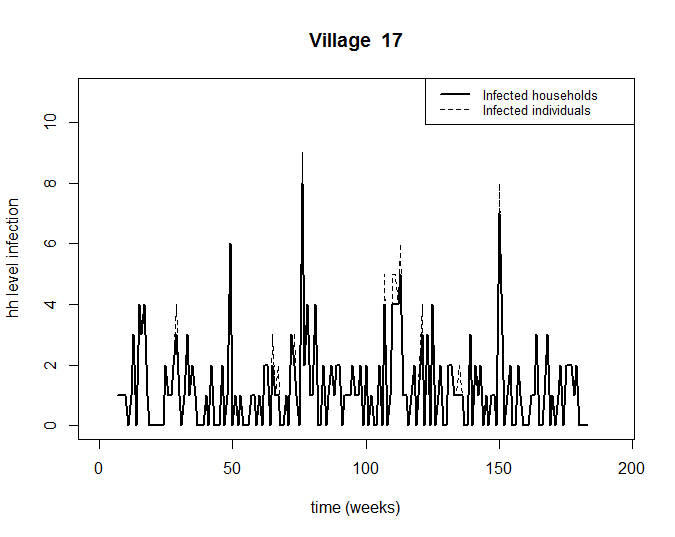 Village 17
Infected households
Infected individuals
10
8
6
4
2
0
hh level infection
0 50 100 150 200
time (weeks)